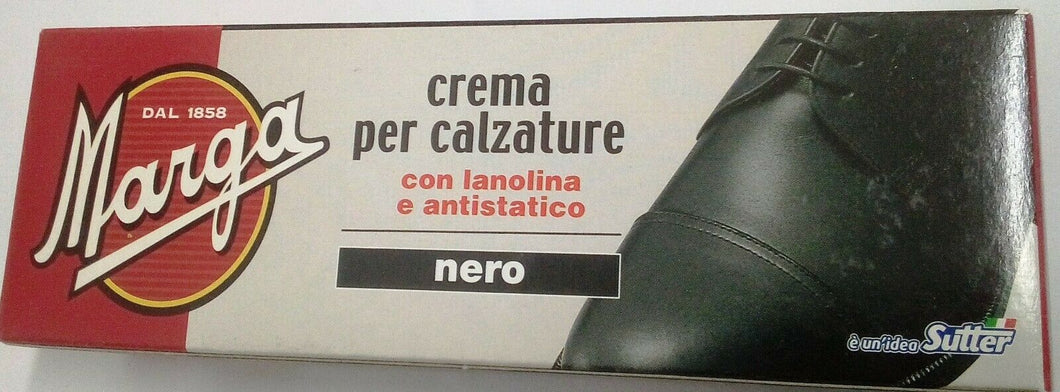 DAL 1858
Marga
crema
per calzature
con lanolina
e antistatico
nero
è un'idea Sutter